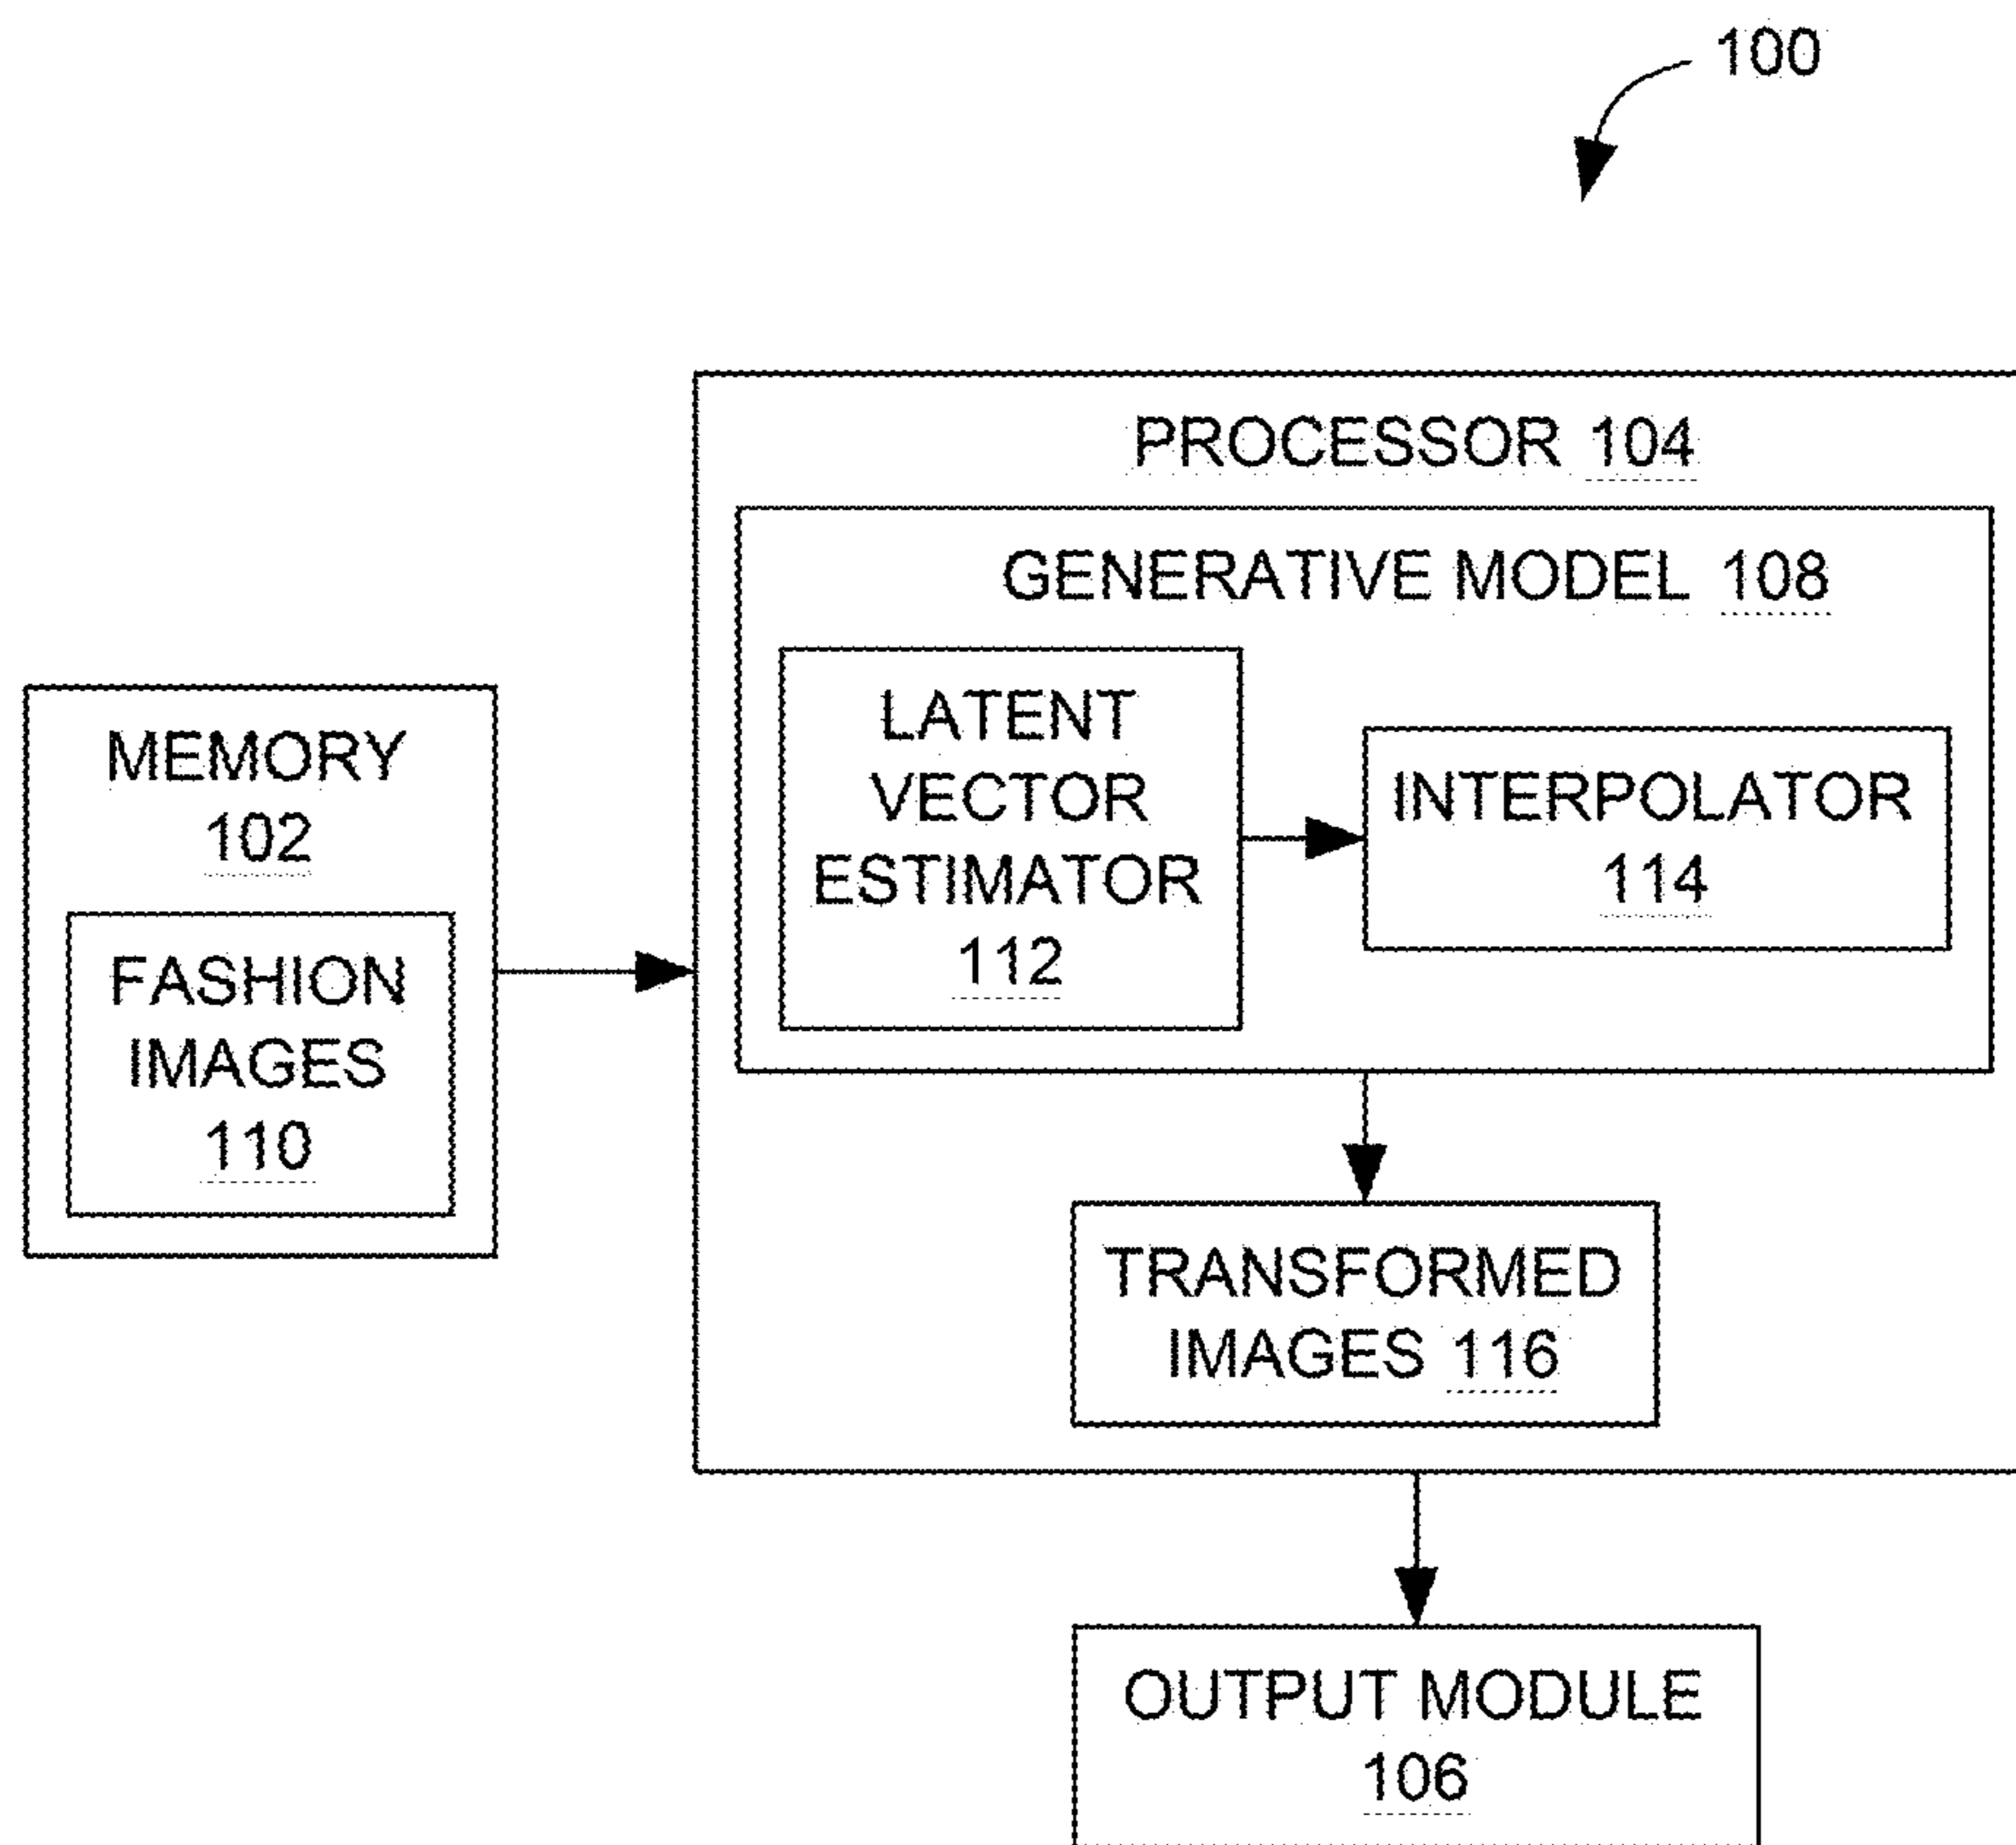 100
PROCESSOR 104
GENERATIVE MODEL 108
LATENT
VECTOR
ESTIMATOR
112
INTERPOLATOR
114
MEMORY
102
FASHION
IMAGES
110
TRANSFORMED
IMAGES 116
OUTPUT MODULE
106